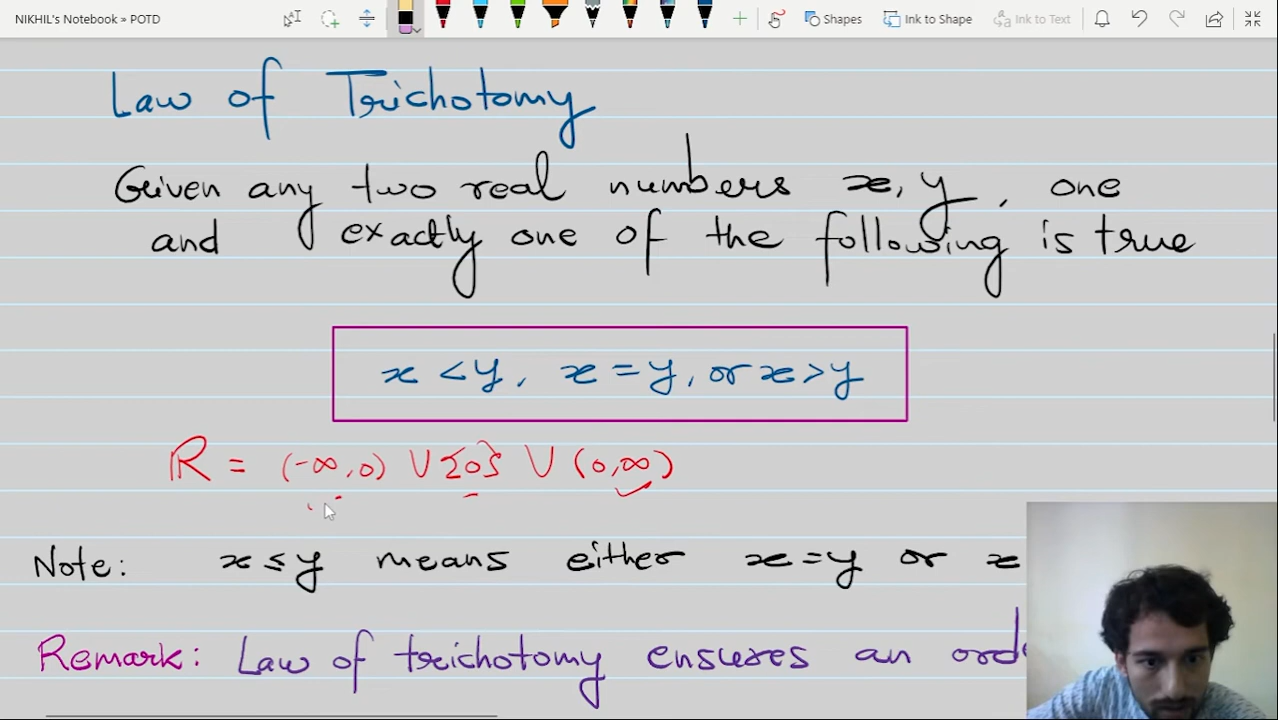 NIKHIL's Notebook » POTD
Shapes
Ink to Shape
Ink to Text
Law of Trichotomy
Given any two real numbers x, y, one
and exactly one of the following is true
x < y, x = y, or x > y
R = (-∞,0) ∪ {0} ∪ (0,∞)
Note: x ≤ y means either x = y or x
Remark: Law of trichotomy ensures an